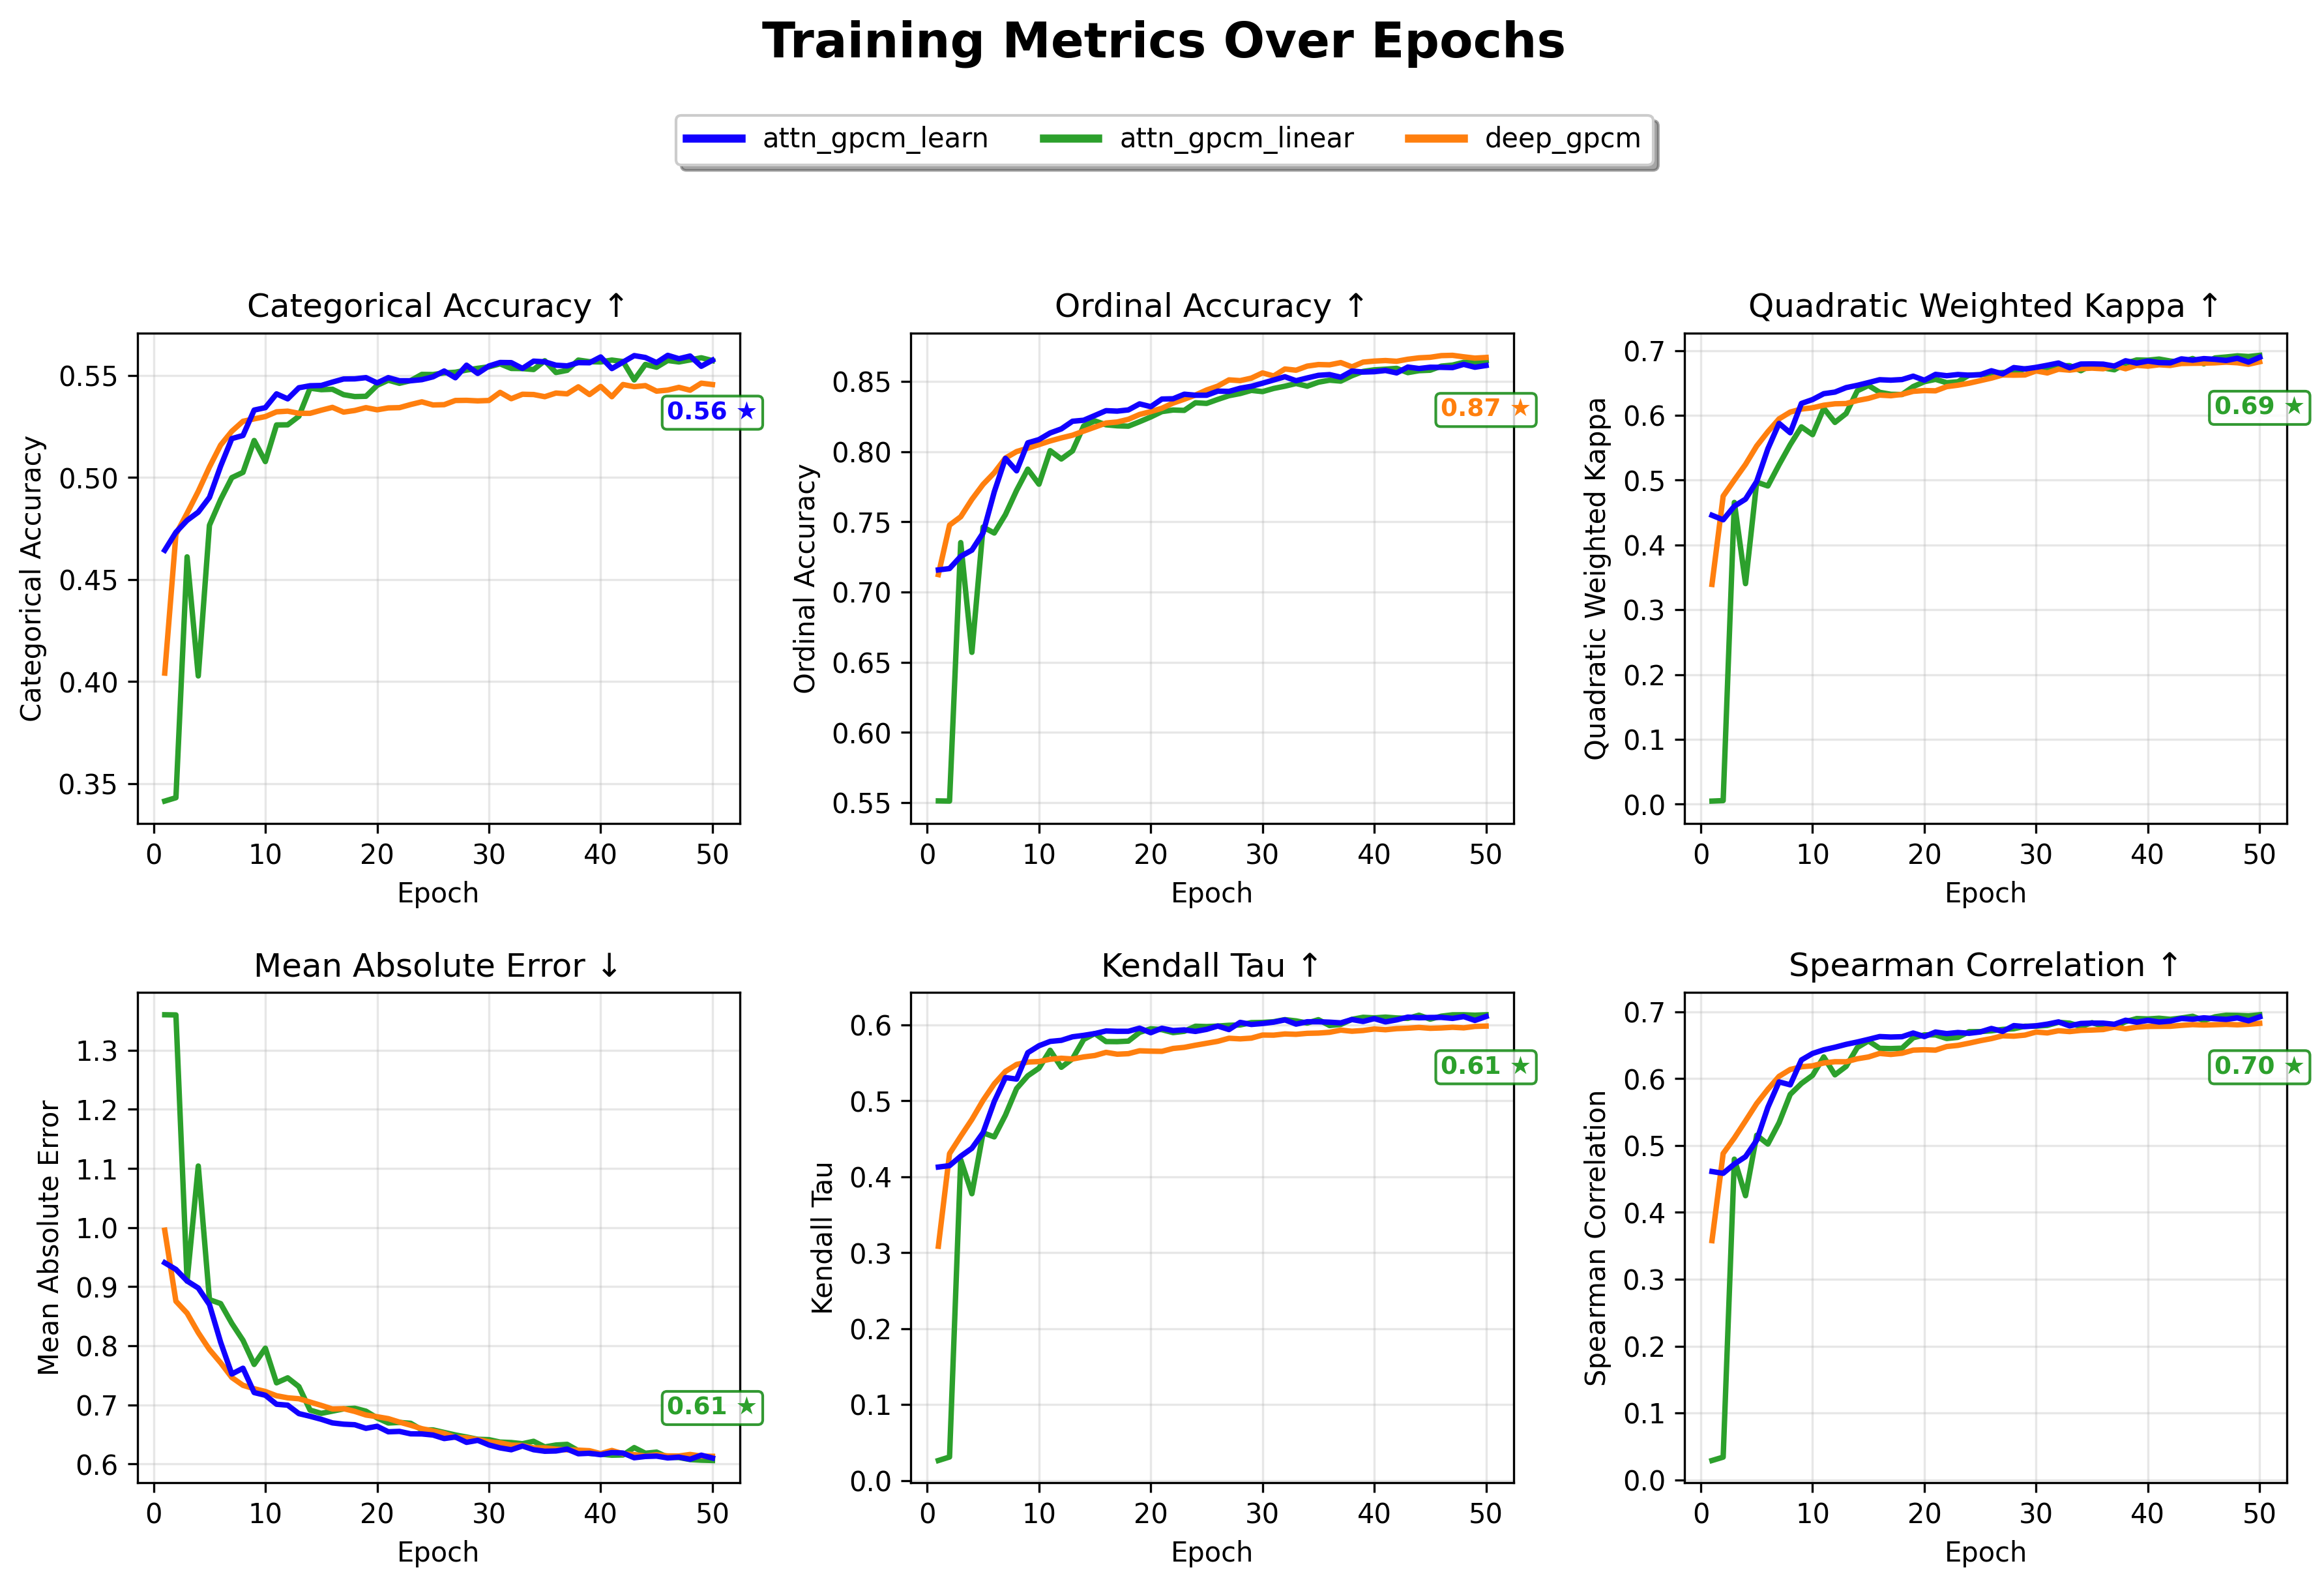 Training Metrics Over Epochs
attn_gpcm_learn attn_gpcm_linear deep_gpcm
Categorical Accuracy ↑
Categorical Accuracy
0.55
0.50
0.45
0.40
0.35
0.56 ★
0 10 20 30 40 50
Epoch
Ordinal Accuracy ↑
Ordinal Accuracy
0.85
0.80
0.75
0.70
0.65
0.60
0.55
0.87 ★
0 10 20 30 40 50
Epoch
Quadratic Weighted Kappa ↑
Quadratic Weighted Kappa
0.7
0.6
0.5
0.4
0.3
0.2
0.1
0.0
0.69 ★
0 10 20 30 40 50
Epoch
Mean Absolute Error ↓
Mean Absolute Error
1.3
1.2
1.1
1.0
0.9
0.8
0.7
0.6
0.61 ★
0 10 20 30 40 50
Epoch
Kendall Tau ↑
Kendall Tau
0.6
0.5
0.4
0.3
0.2
0.1
0.0
0.61 ★
0 10 20 30 40 50
Epoch
Spearman Correlation ↑
Spearman Correlation
0.7
0.6
0.5
0.4
0.3
0.2
0.1
0.0
0.70 ★
0 10 20 30 40 50
Epoch